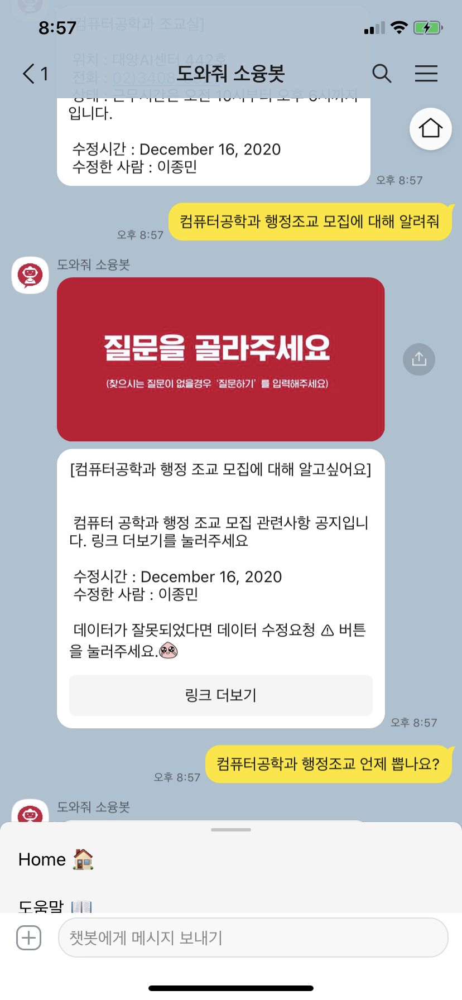 8:57
[컴퓨터공학과 조교실]
위치 : 대양AI센터 442호
1
도와줘 소융봇
전화 : 02)3408
상태 : 근무시간은 오전 10시부터 오후 6시까지
입니다.
수정시간 : December 16, 2020
수정한 사람 : 이종민
오후 8:57
컴퓨터공학과 행정조교 모집에 대해 알려줘
오후 8:57
도와줘 소융봇
질문을 골라주세요
(찾으시는 질문이 없을경우 '질문하기' 를 입력해주세요)
[컴퓨터공학과 행정 조교 모집에 대해 알고싶어요]
컴퓨터 공학과 행정 조교 모집 관련사항 공지입니
다. 링크 더보기를 눌러주세요
수정시간 : December 16, 2020
수정한 사람 : 이종민
데이터가 잘못되었다면 데이터 수정요청 ⚠ 버튼
을 눌러주세요.
링크 더보기
오후 8:57
컴퓨터공학과 행정조교 언제 뽑나요?
오후 8:57
도와줘 소융봇
Home 🏠
도움말 📖
챗봇에게 메시지 보내기